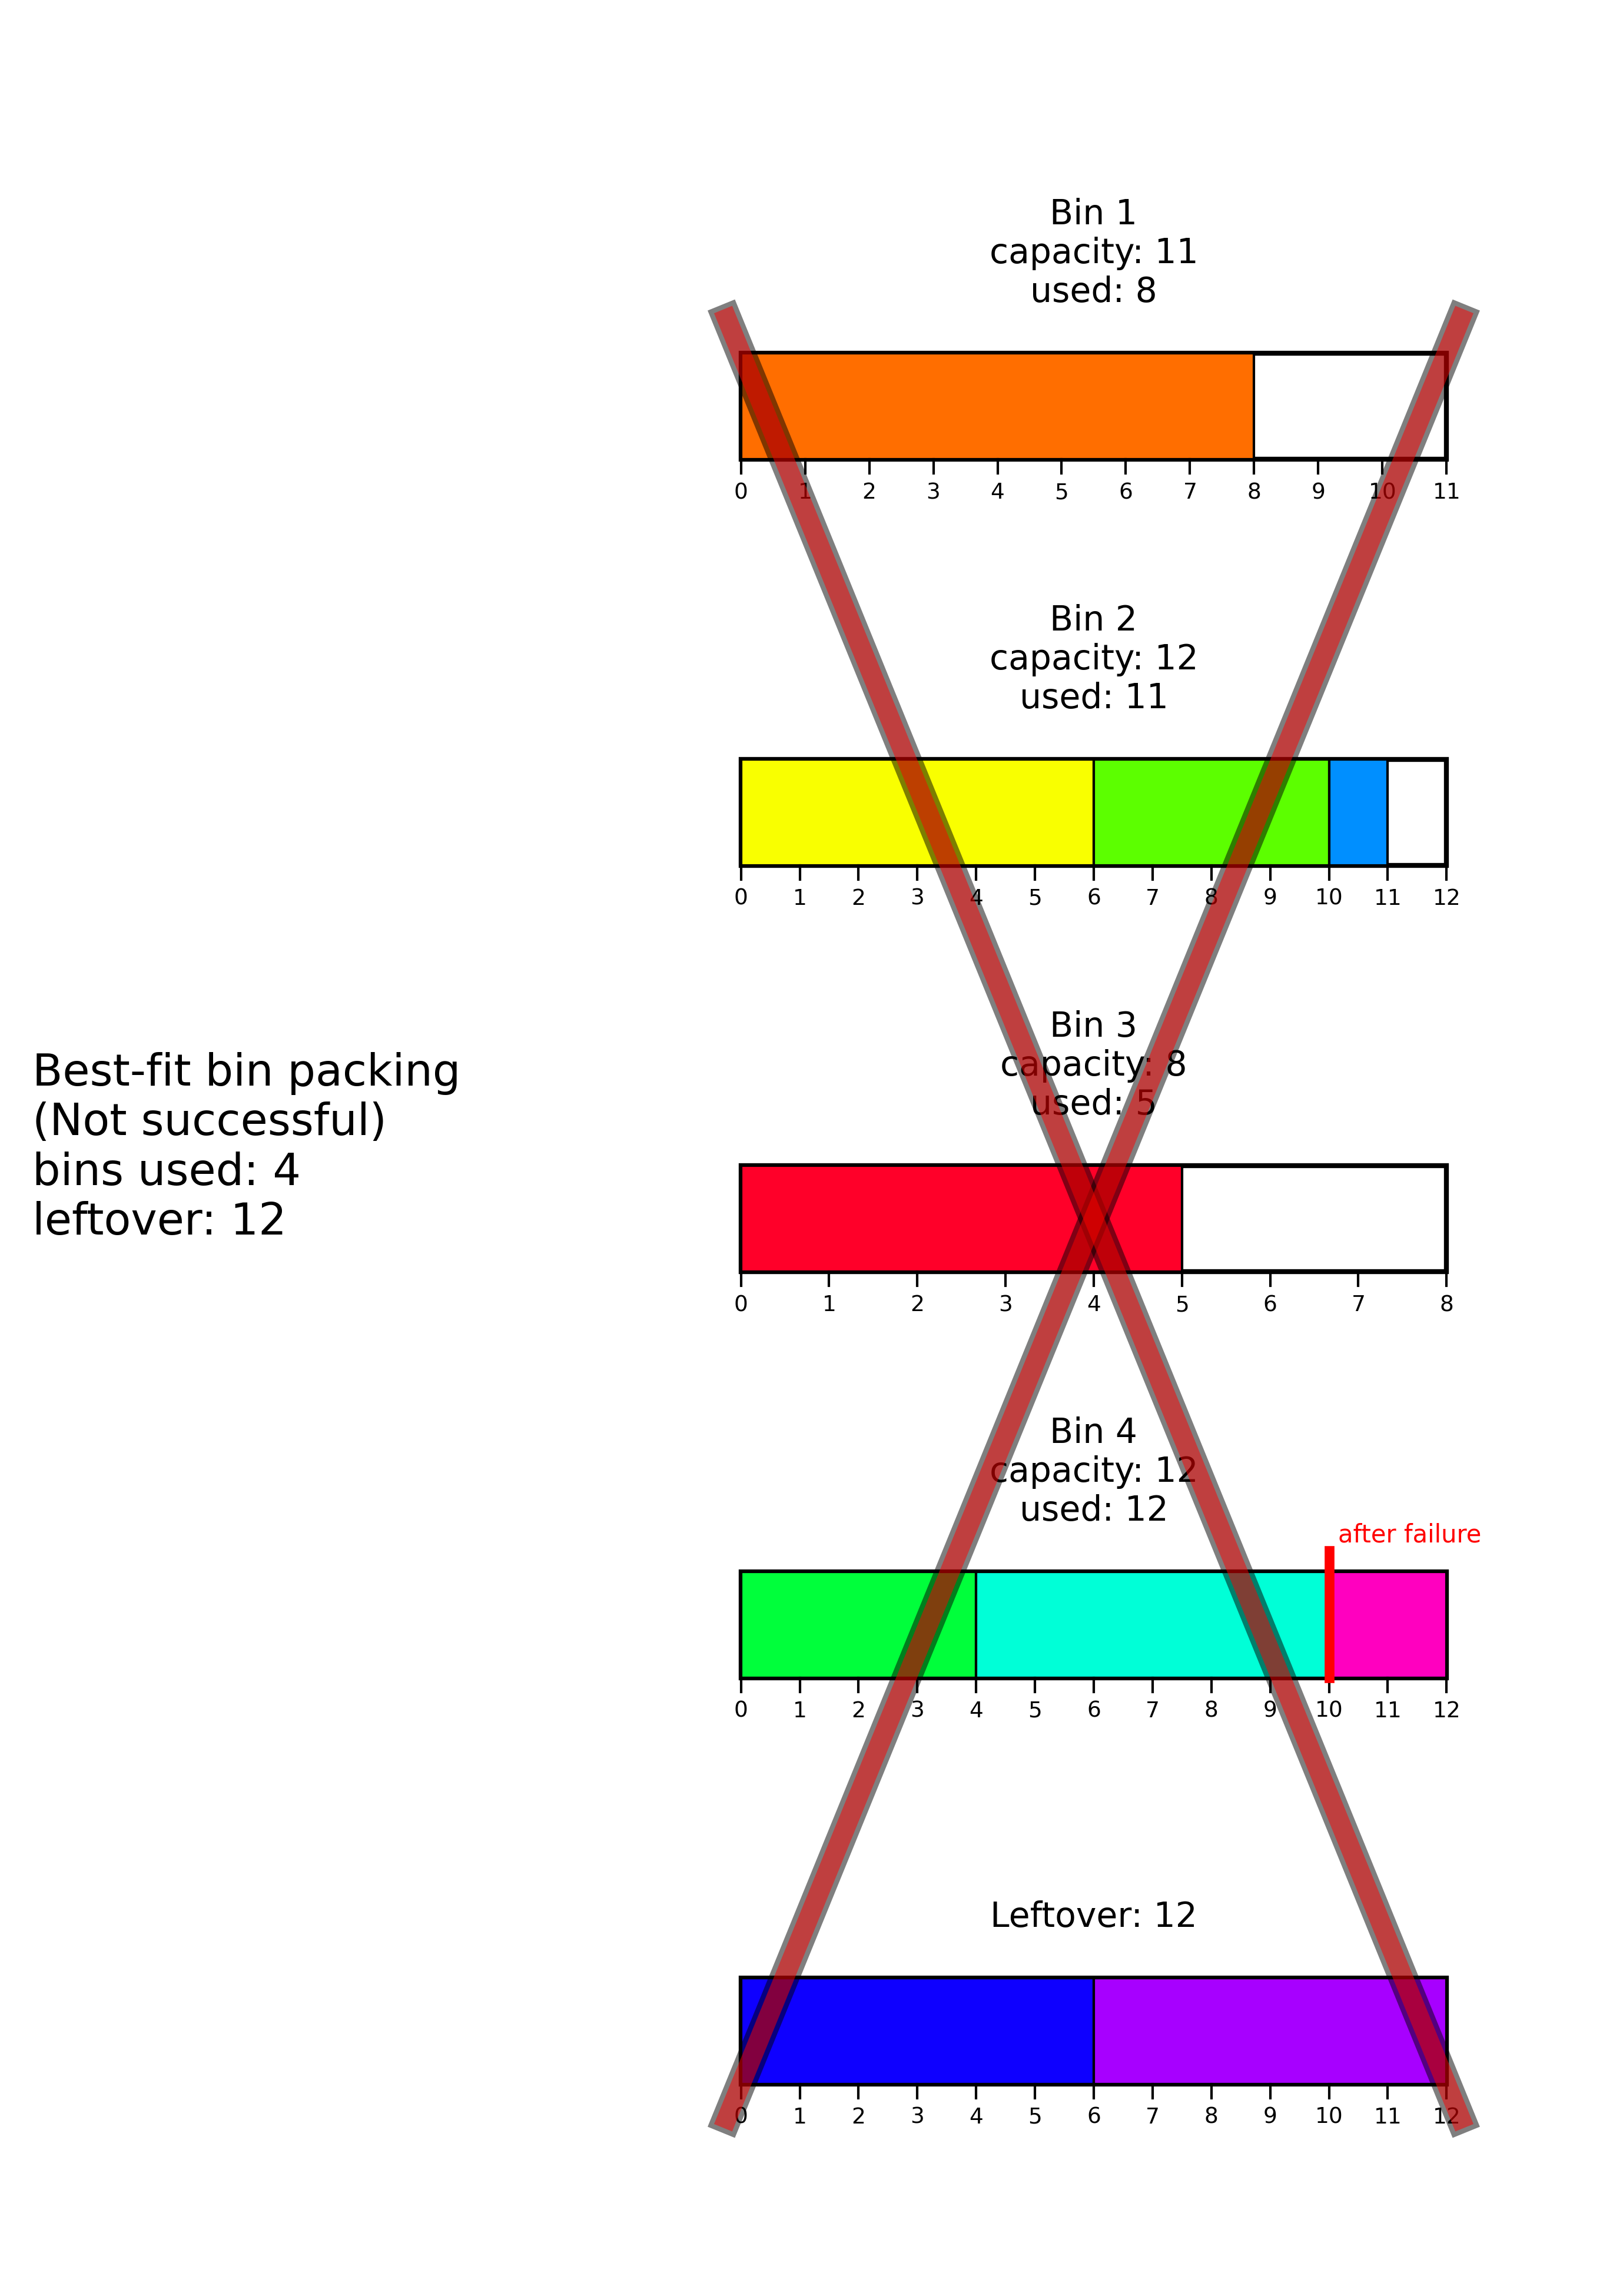 Bin 1
capacity: 11
used: 8
0 1 2 3 4 5 6 7 8 9 10 11
Bin 2
capacity: 12
used: 11
0 1 2 3 4 5 6 7 8 9 10 11 12
Best-fit bin packing
(Not successful)
bins used: 4
leftover: 12
Bin 3
capacity: 8
used: 5
0 1 2 3 4 5 6 7 8
Bin 4
capacity: 12
used: 12
after failure
0 1 2 3 4 5 6 7 8 9 10 11 12
Leftover: 12
0 1 2 3 4 5 6 7 8 9 10 11 12